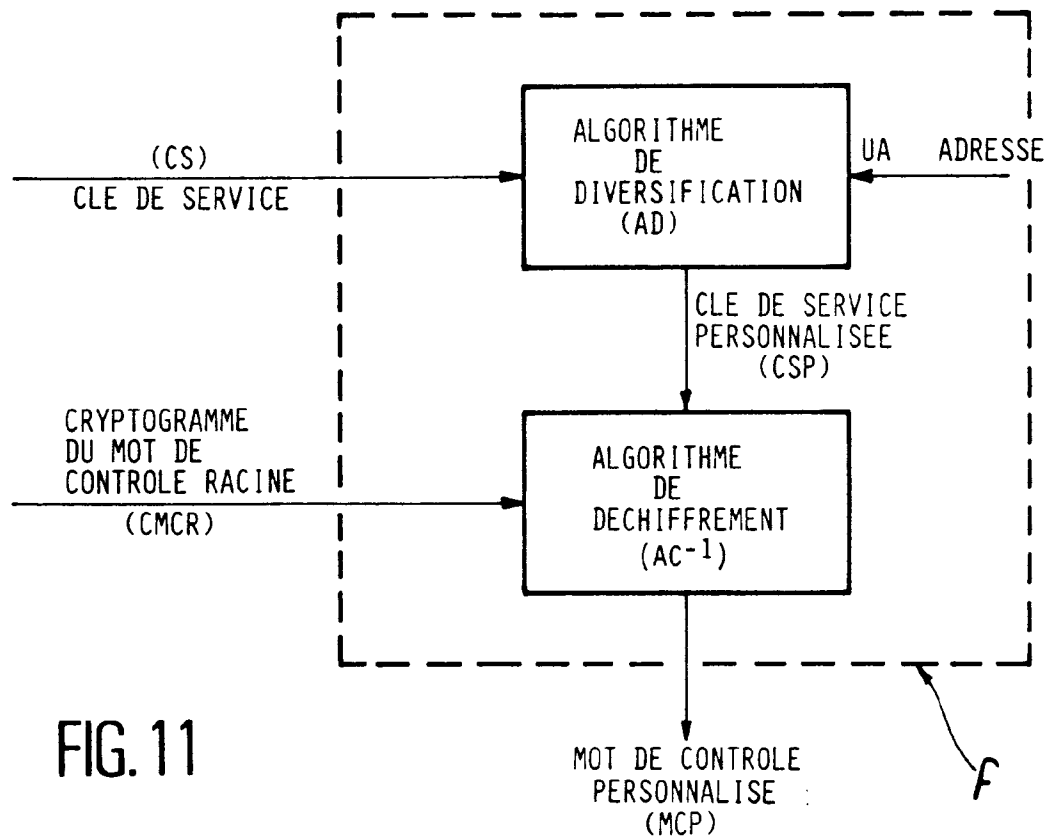 ALGORITHME
DE
DIVERSIFICATION
(AD)
(CS)
CLE DE SERVICE
UA ADRESSE
CLE DE SERVICE
PERSONNALISEE
(CSP)
CRYPTOGRAMME
DU MOT DE
CONTROLE RACINE
(CMCR)
ALGORITHME
DE
DECHIFFREMENT
(AC-1)
MOT DE CONTROLE
PERSONNALISE
(MCP)
F
FIG. 11